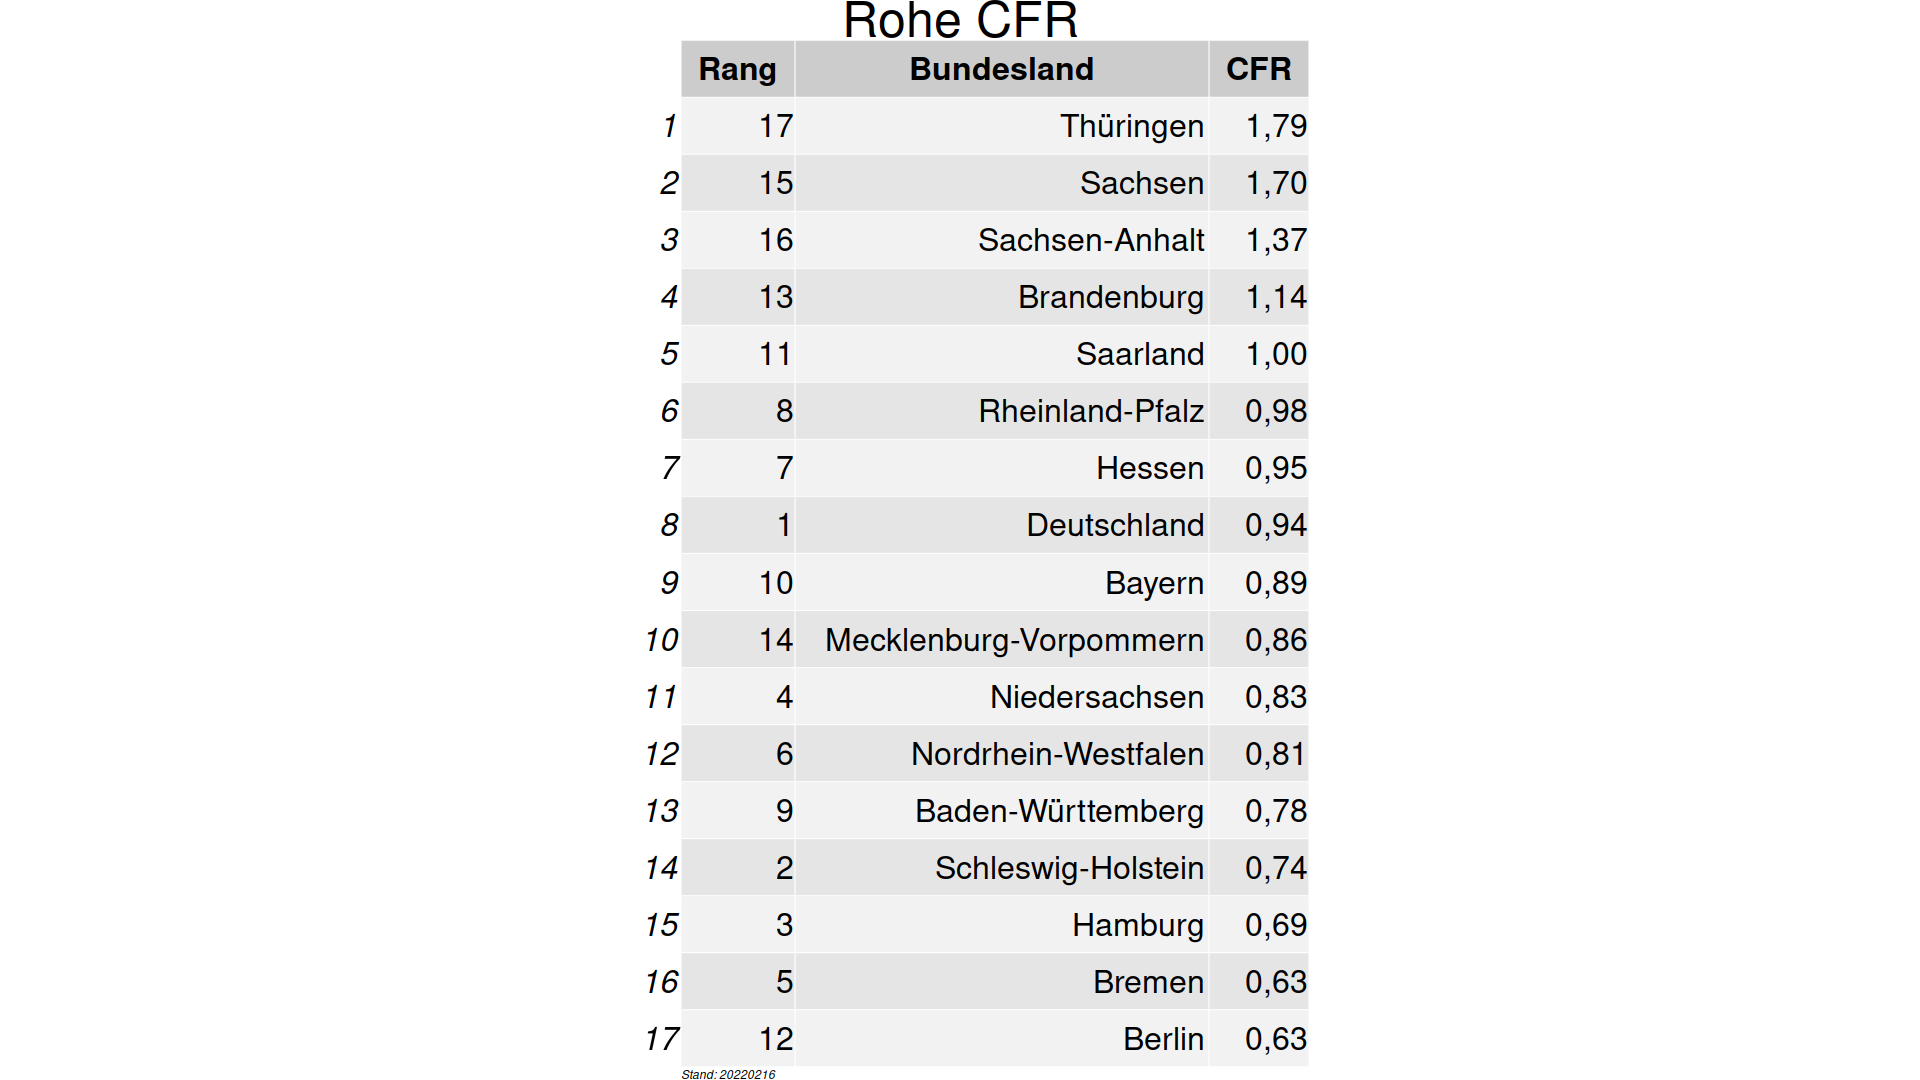 Rohe CFR
Rang Bundesland CFR
1 17 Thüringen 1,79
2 15 Sachsen 1,70
3 16 Sachsen-Anhalt 1,37
4 13 Brandenburg 1,14
5 11 Saarland 1,00
6 8 Rheinland-Pfalz 0,98
7 7 Hessen 0,95
8 1 Deutschland 0,94
9 10 Bayern 0,89
10 14 Mecklenburg-Vorpommern 0,86
11 4 Niedersachsen 0,83
12 6 Nordrhein-Westfalen 0,81
13 9 Baden-Württemberg 0,78
14 2 Schleswig-Holstein 0,74
15 3 Hamburg 0,69
16 5 Bremen 0,63
17 12 Berlin 0,63
Stand: 20220216